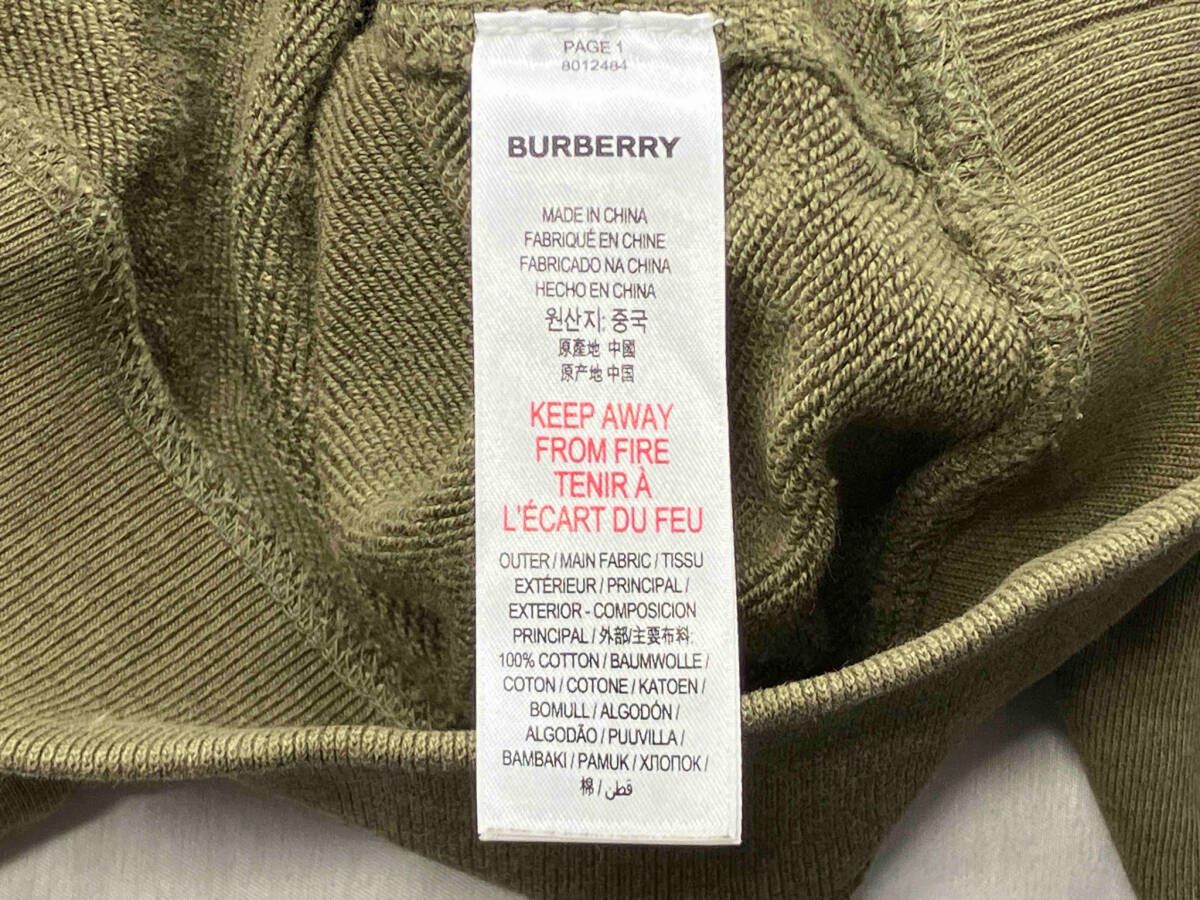 PAGE 1
8012484
BURBERRY
MADE IN CHINA
FABRIQUÉ EN CHINE
FABRICADO NA CHINA
HECHO EN CHINA
원산지: 중국
原產地 中國
原产地 中国
KEEP AWAY
FROM FIRE
TENIR À
L'ÉCART DU FEU
OUTER / MAIN FABRIC / TISSU
EXTÉRIEUR / PRINCIPAL /
EXTERIOR - COMPOSICION
PRINCIPAL / 外部/主要布料:
100% COTTON / BAUMWOLLE /
COTON / COTONE / KATOEN /
BOMULL / ALGODÓN /
ALGODÃO / PUUVILLA /
BAMBAKI / PAMUK / ХЛОПОК /
棉 / قطن